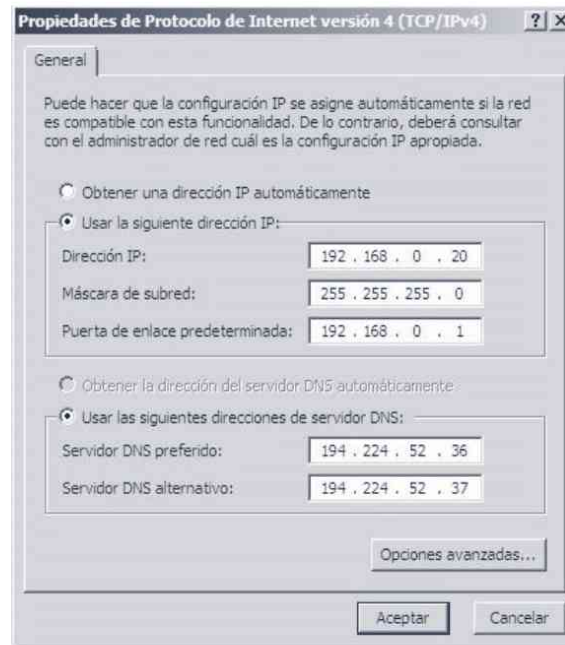 Propiedades de Protocolo de Internet versión 4 (TCP/IPv4)
General
Puede hacer que la configuración IP se asigne automáticamente si la red
es compatible con esta funcionalidad. De lo contrario, deberá consultar
con el administrador de red cuál es la configuración IP apropiada.
Obtener una dirección IP automáticamente
Usar la siguiente dirección IP:
Dirección IP: 192 . 168 . 0 . 20
Máscara de subred: 255 . 255 . 255 . 0
Puerta de enlace predeterminada: 192 . 168 . 0 . 1
Obtener la dirección del servidor DNS automáticamente
Usar las siguientes direcciones de servidor DNS:
Servidor DNS preferido: 194 . 224 . 52 . 36
Servidor DNS alternativo: 194 . 224 . 52 . 37
Opciones avanzadas...
Aceptar Cancelar